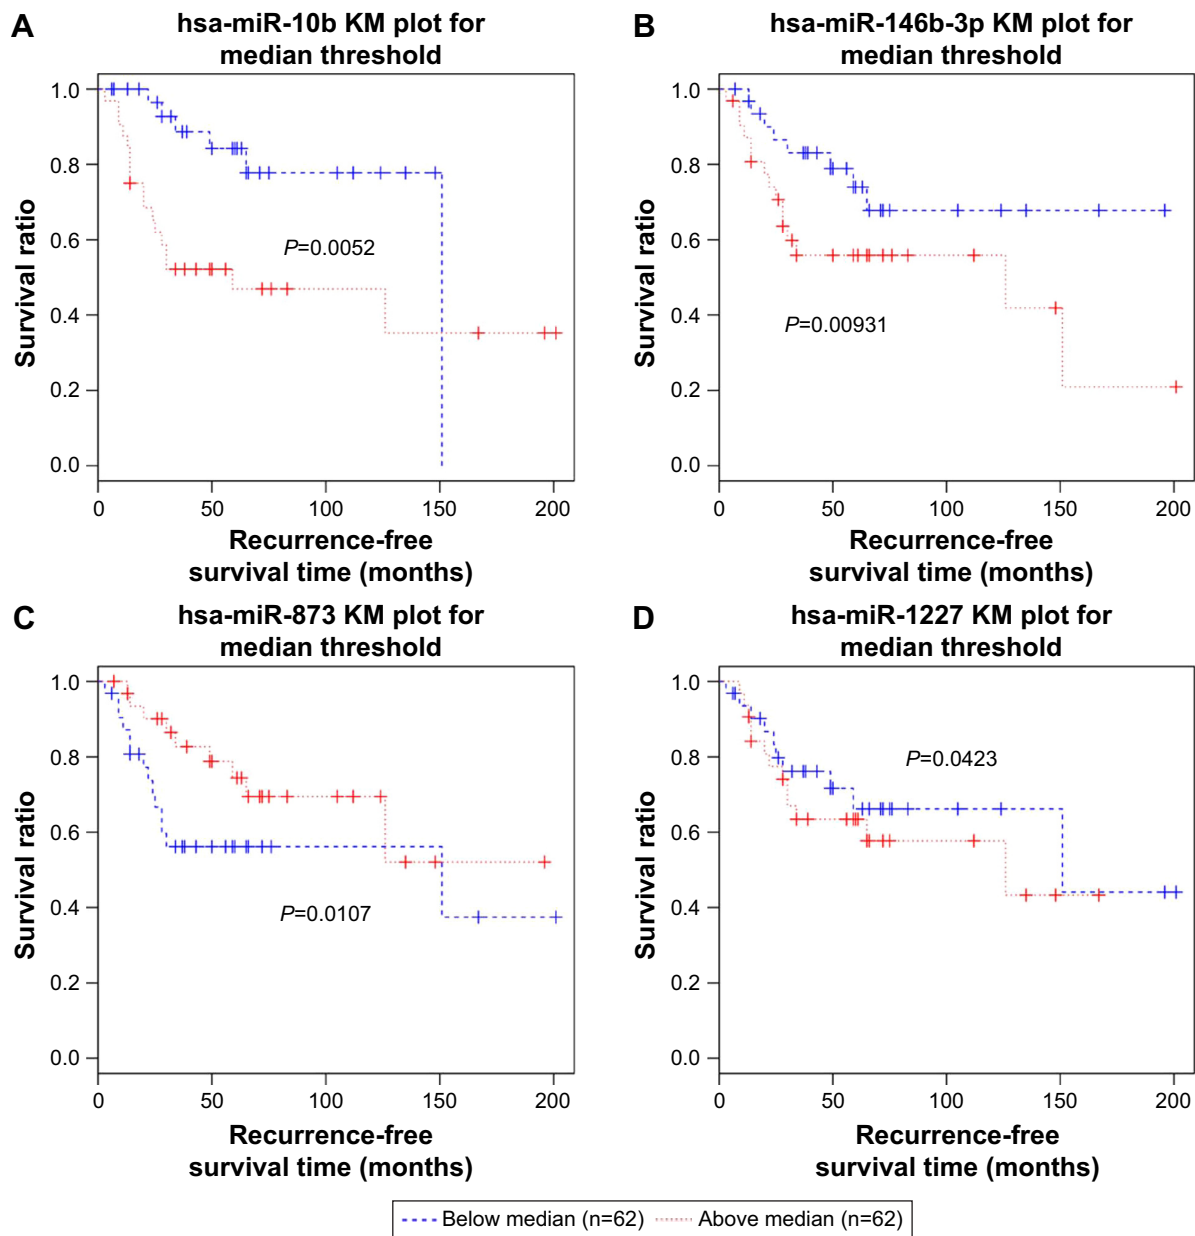 A
hsa-miR-10b KM plot for
median threshold
1.0
0.8
0.6
0.4
0.2
0.0
Survival ratio
P=0.0052
0 50 100 150 200
Recurrence-free
survival time (months)
B
hsa-miR-146b-3p KM plot for
median threshold
1.0
0.8
0.6
0.4
0.2
0.0
Survival ratio
P=0.00931
0 50 100 150 200
Recurrence-free
survival time (months)
C
hsa-miR-873 KM plot for
median threshold
1.0
0.8
0.6
0.4
0.2
0.0
Survival ratio
P=0.0107
0 50 100 150 200
Recurrence-free
survival time (months)
D
hsa-miR-1227 KM plot for
median threshold
1.0
0.8
0.6
0.4
0.2
0.0
Survival ratio
P=0.0423
0 50 100 150 200
Recurrence-free
survival time (months)
Below median (n=62) Above median (n=62)